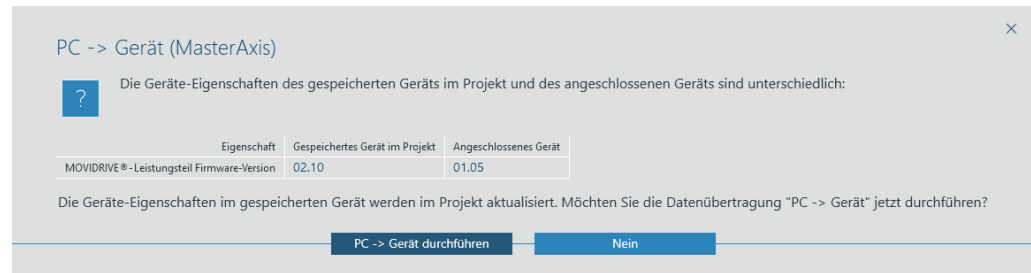 PC -> Gerät (MasterAxis)
?
Die Geräte-Eigenschaften des gespeicherten Geräts im Projekt und des angeschlossenen Geräts sind unterschiedlich:
Eigenschaft Gespeichertes Gerät im Projekt Angeschlossenes Gerät
MOVIDRIVE®-Leistungsteil Firmware-Version 02.10 01.05
Die Geräte-Eigenschaften im gespeicherten Gerät werden im Projekt aktualisiert. Möchten Sie die Datenübertragung "PC -> Gerät" jetzt durchführen?
PC -> Gerät durchführen Nein